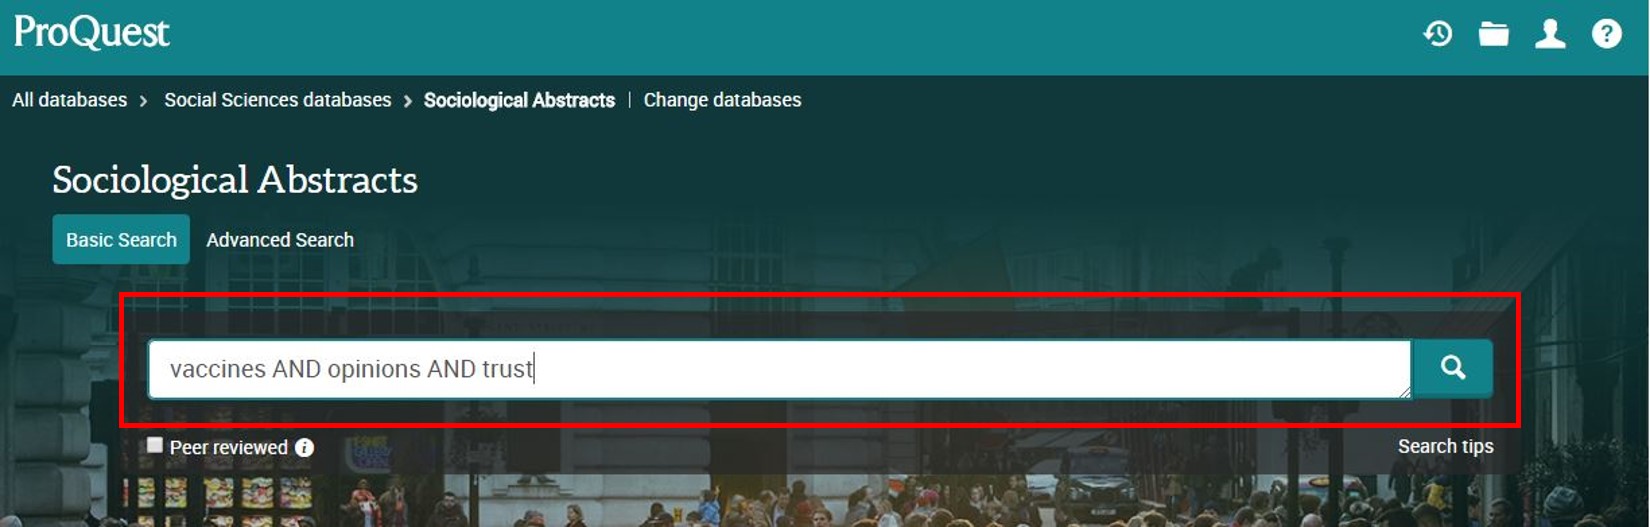 ProQuest
All databases > Social Sciences databases > Sociological Abstracts | Change databases
Sociological Abstracts
Basic Search Advanced Search
vaccines AND opinions AND trust
Peer reviewed i
Search tips